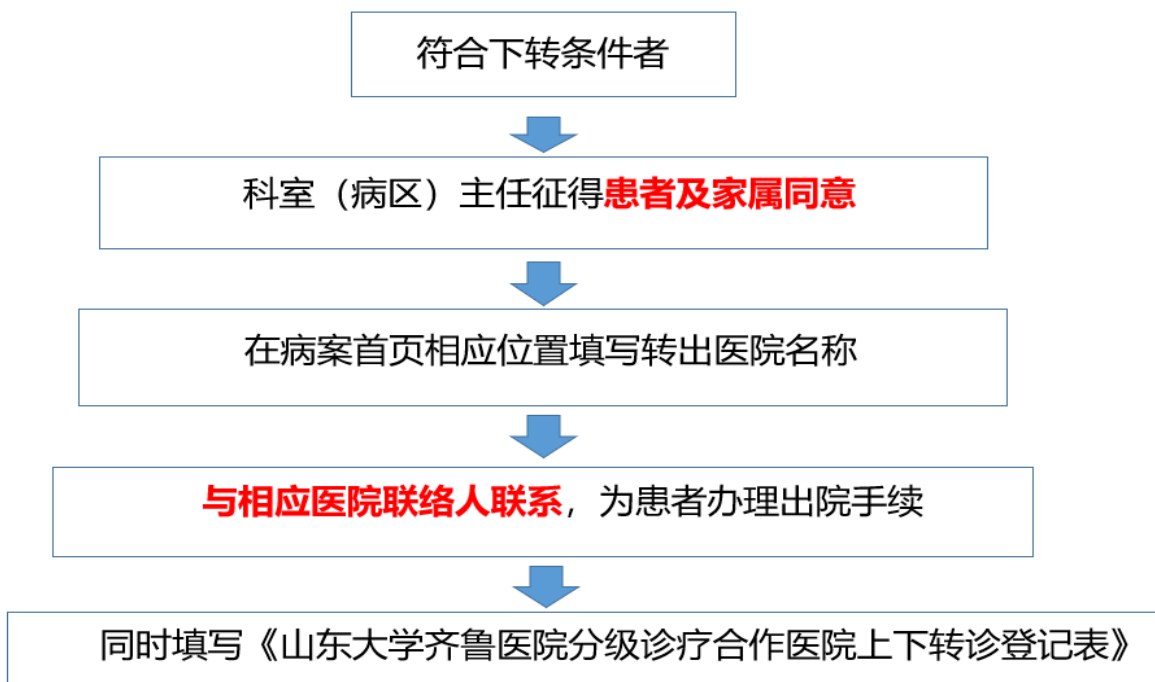 符合下转条件者
科室（病区）主任征得患者及家属同意
在病案首页相应位置填写转出医院名称
与相应医院联络人联系，为患者办理出院手续
同时填写《山东大学齐鲁医院分级诊疗合作医院上下转诊登记表》